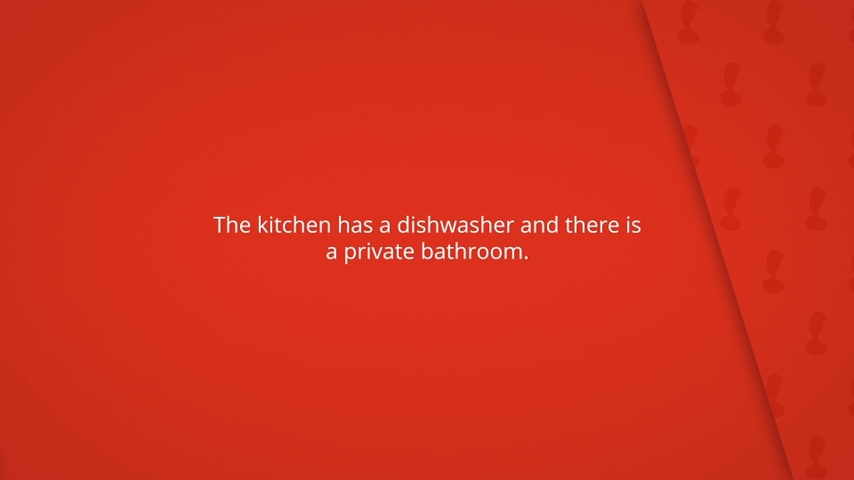 The kitchen has a dishwasher and there is
a private bathroom.